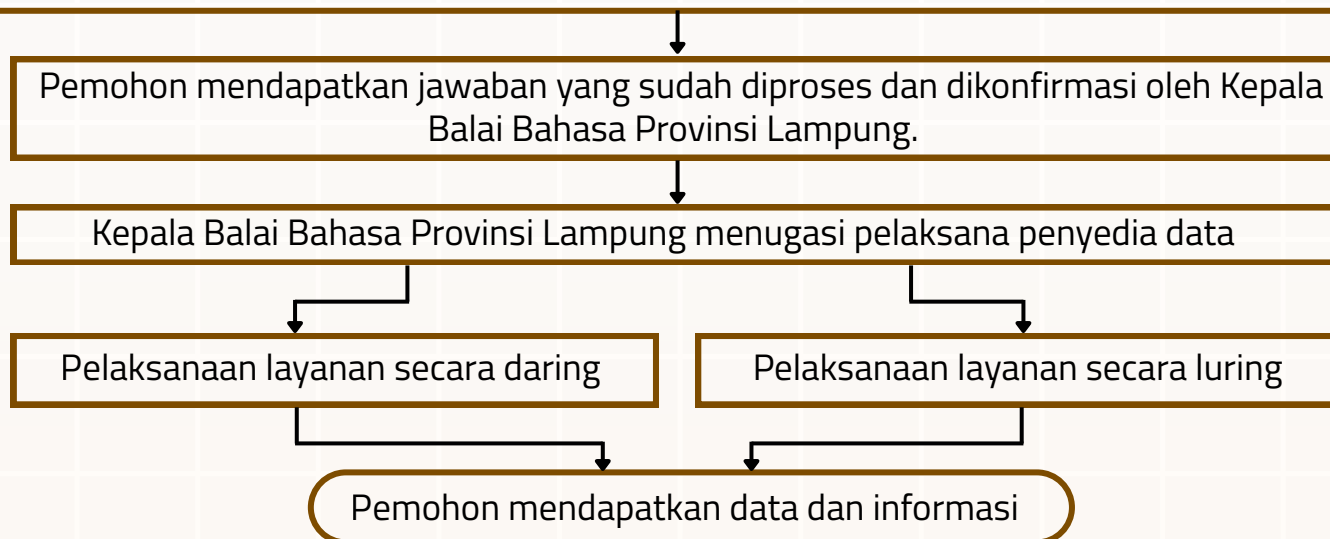 Pemohon mendapatkan jawaban yang sudah diproses dan dikonfirmasi oleh Kepala
Balai Bahasa Provinsi Lampung.
Kepala Balai Bahasa Provinsi Lampung menugasi pelaksana penyedia data
Pelaksanaan layanan secara daring
Pelaksanaan layanan secara luring
Pemohon mendapatkan data dan informasi